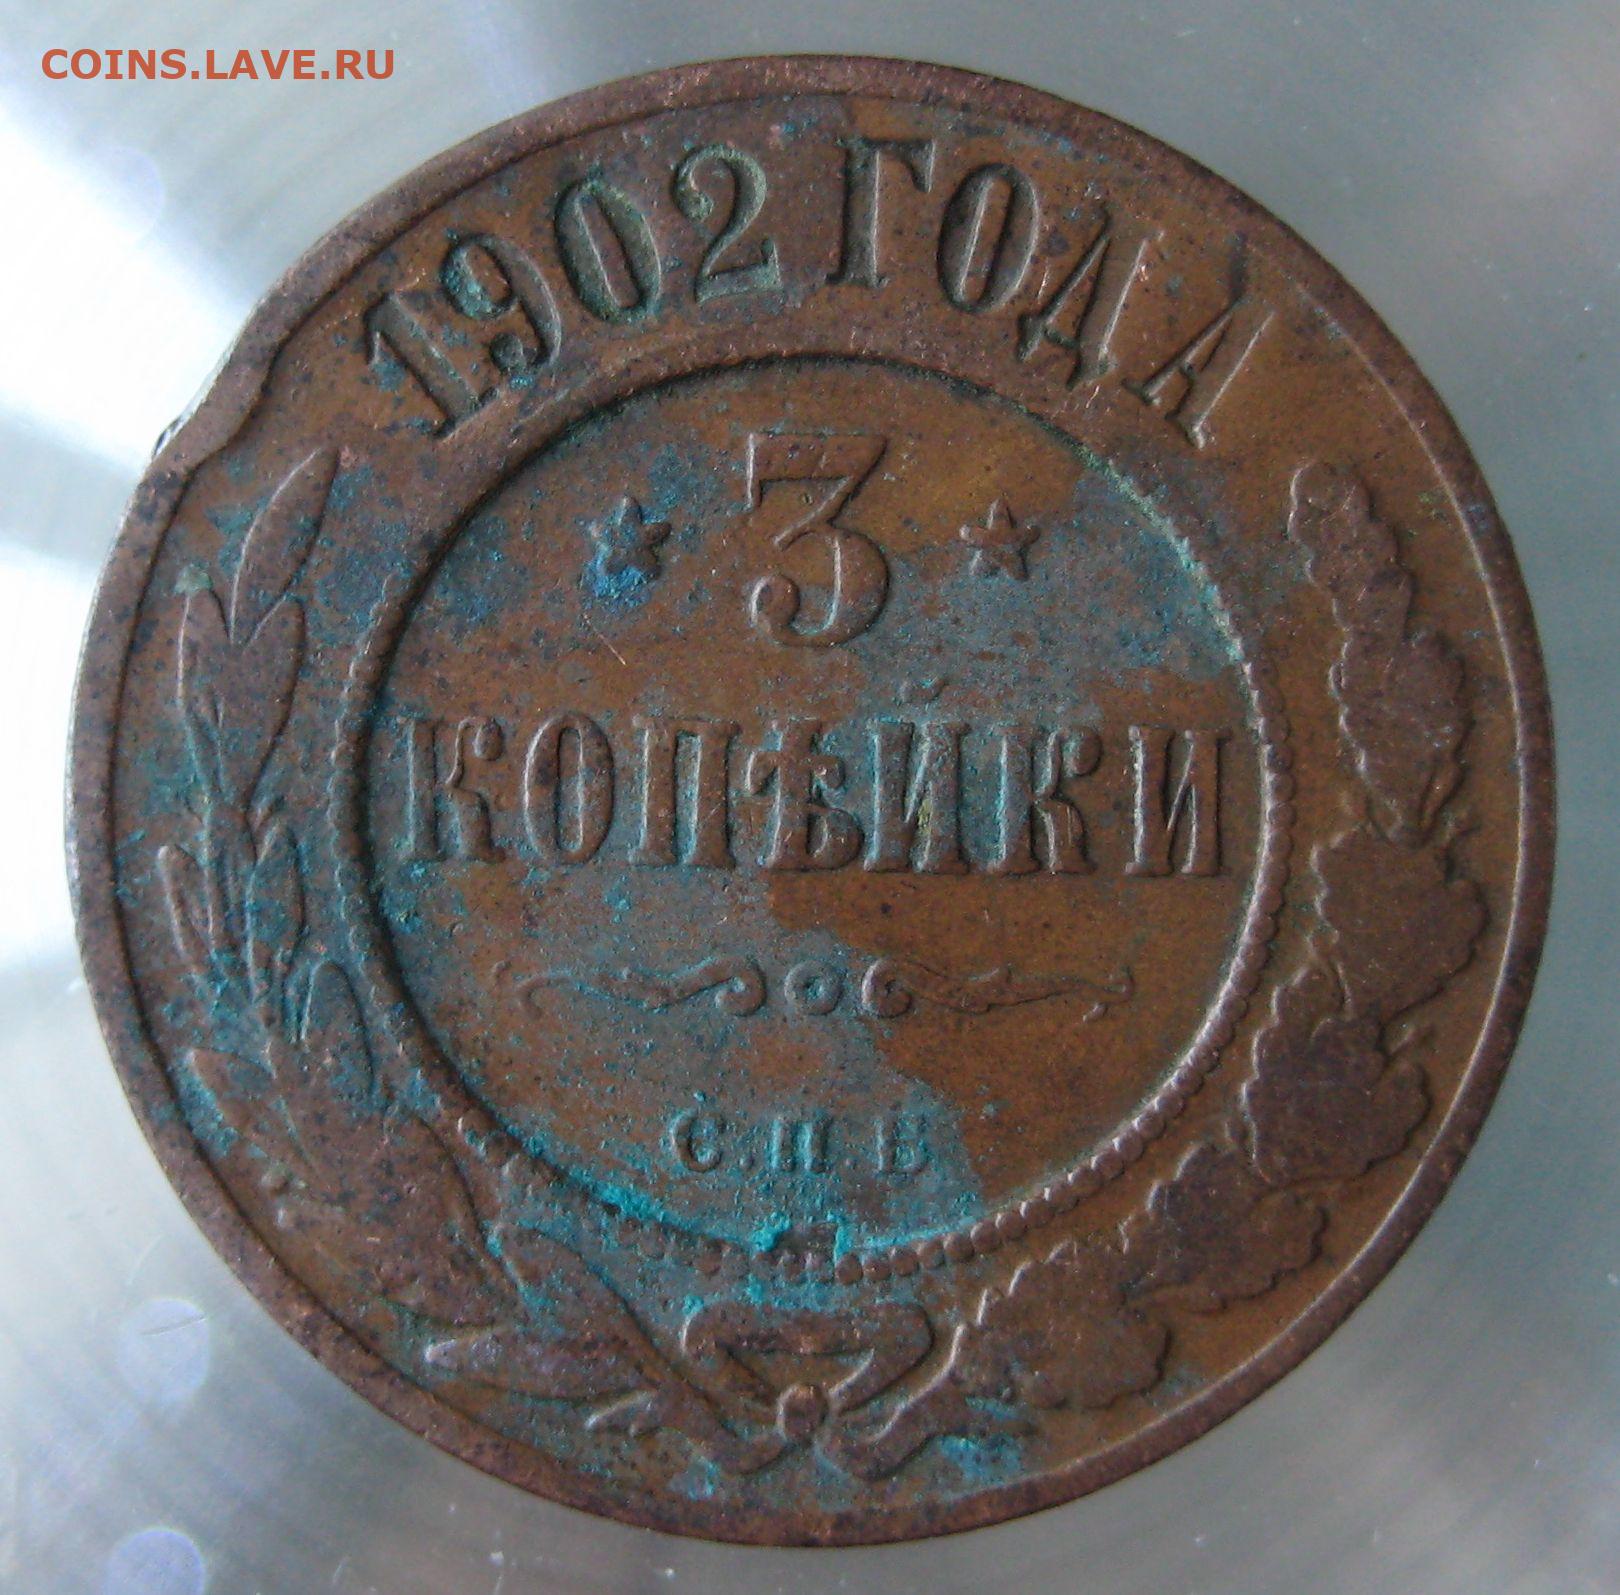 COINS.LAVE.RU
1902 ГОДА
3
КОПѢЙКИ
С.П.Б